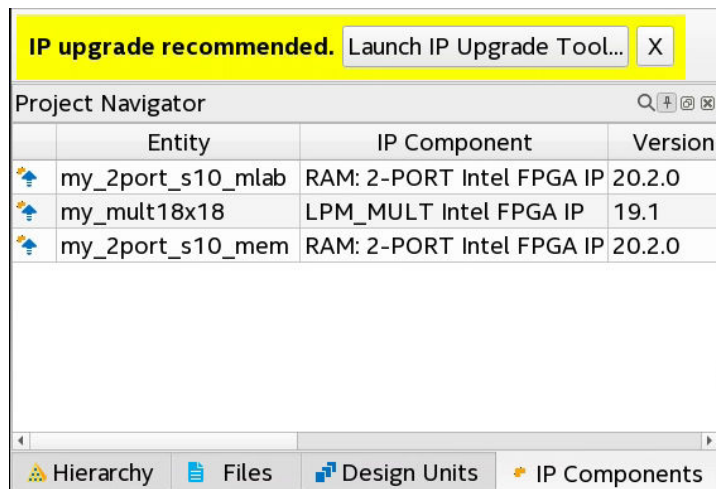 IP upgrade recommended. Launch IP Upgrade Tool... X
Project Navigator
Entity IP Component Version
my_2port_s10_mlab RAM: 2-PORT Intel FPGA IP 20.2.0
my_mult18x18 LPM_MULT Intel FPGA IP 19.1
my_2port_s10_mem RAM: 2-PORT Intel FPGA IP 20.2.0
Hierarchy Files Design Units IP Components